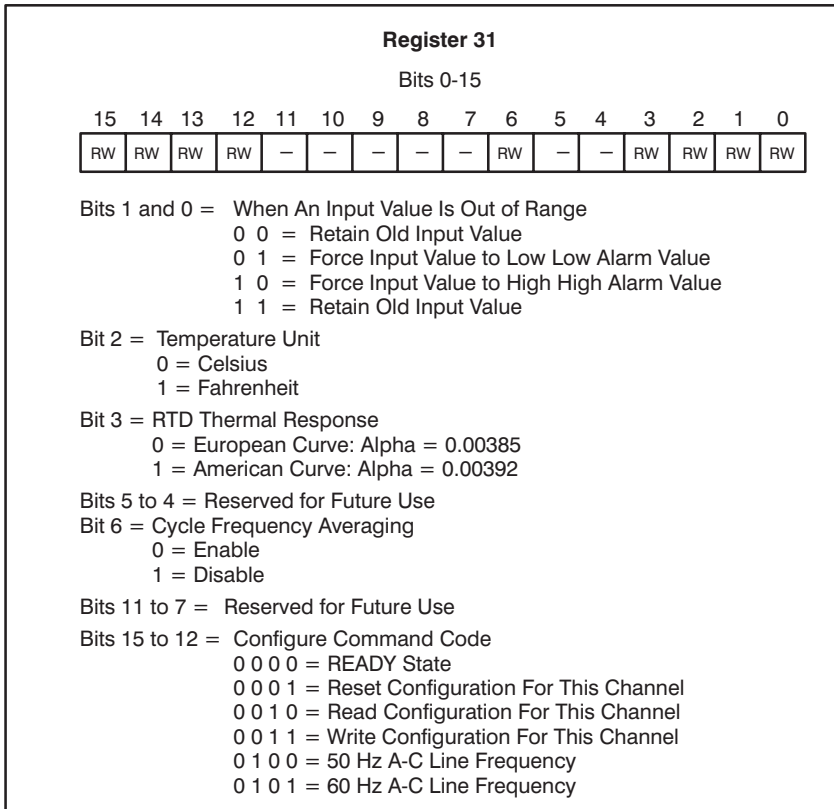 Register 31
Bits 0-15
15 14 13 12 11 10 9 8 7 6 5 4 3 2 1 0
RW RW RW RW – – – – – RW – – RW RW RW RW
Bits 1 and 0 = When An Input Value Is Out of Range
0 0 = Retain Old Input Value
0 1 = Force Input Value to Low Low Alarm Value
1 0 = Force Input Value to High High Alarm Value
1 1 = Retain Old Input Value
Bit 2 = Temperature Unit
0 = Celsius
1 = Fahrenheit
Bit 3 = RTD Thermal Response
0 = European Curve: Alpha = 0.00385
1 = American Curve: Alpha = 0.00392
Bits 5 to 4 = Reserved for Future Use
Bit 6 = Cycle Frequency Averaging
0 = Enable
1 = Disable
Bits 11 to 7 = Reserved for Future Use
Bits 15 to 12 = Configure Command Code
0 0 0 0 = READY State
0 0 0 1 = Reset Configuration For This Channel
0 0 1 0 = Read Configuration For This Channel
0 0 1 1 = Write Configuration For This Channel
0 1 0 0 = 50 Hz A-C Line Frequency
0 1 0 1 = 60 Hz A-C Line Frequency